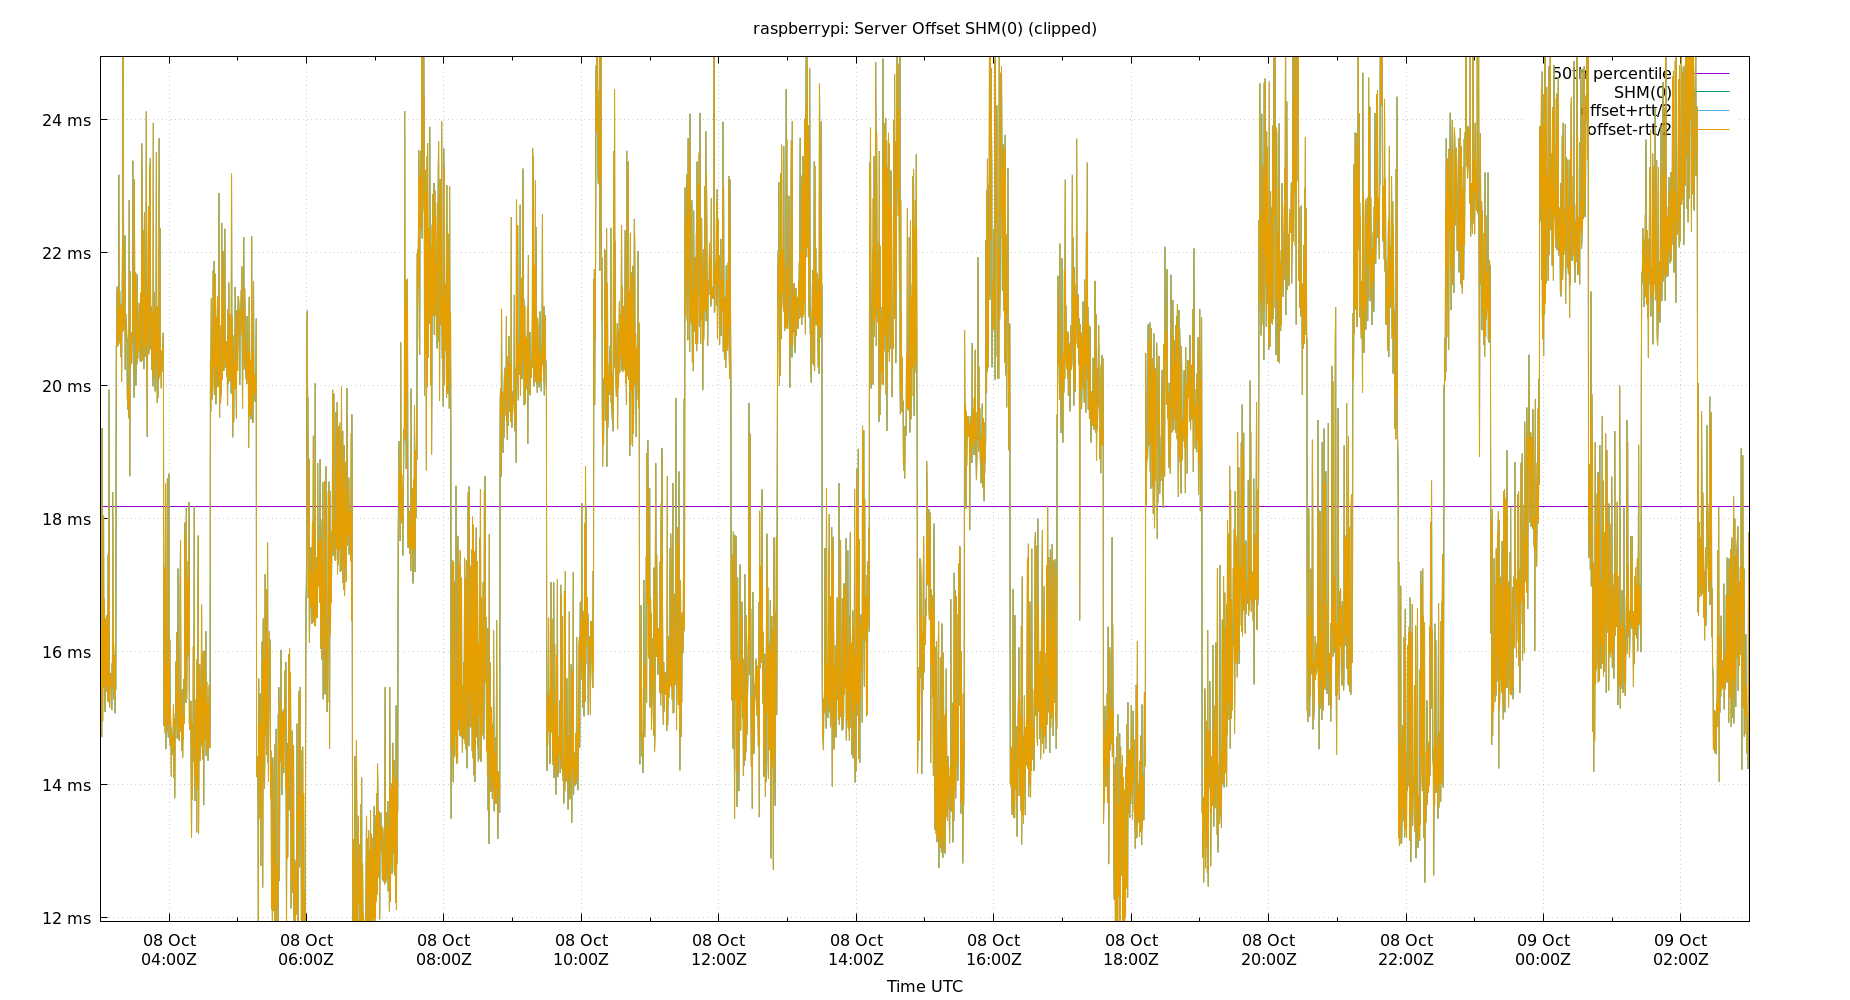 raspberrypi: Server Offset SHM(0) (clipped)
50th percentile
SHM(0)
offset+rtt/2
offset-rtt/2
24 ms
22 ms
20 ms
18 ms
16 ms
14 ms
12 ms
08 Oct 08 Oct 08 Oct 08 Oct 08 Oct 08 Oct 08 Oct 08 Oct 08 Oct 08 Oct 09 Oct 09 Oct
04:00Z 06:00Z 08:00Z 10:00Z 12:00Z 14:00Z 16:00Z 18:00Z 20:00Z 22:00Z 00:00Z 02:00Z
Time UTC